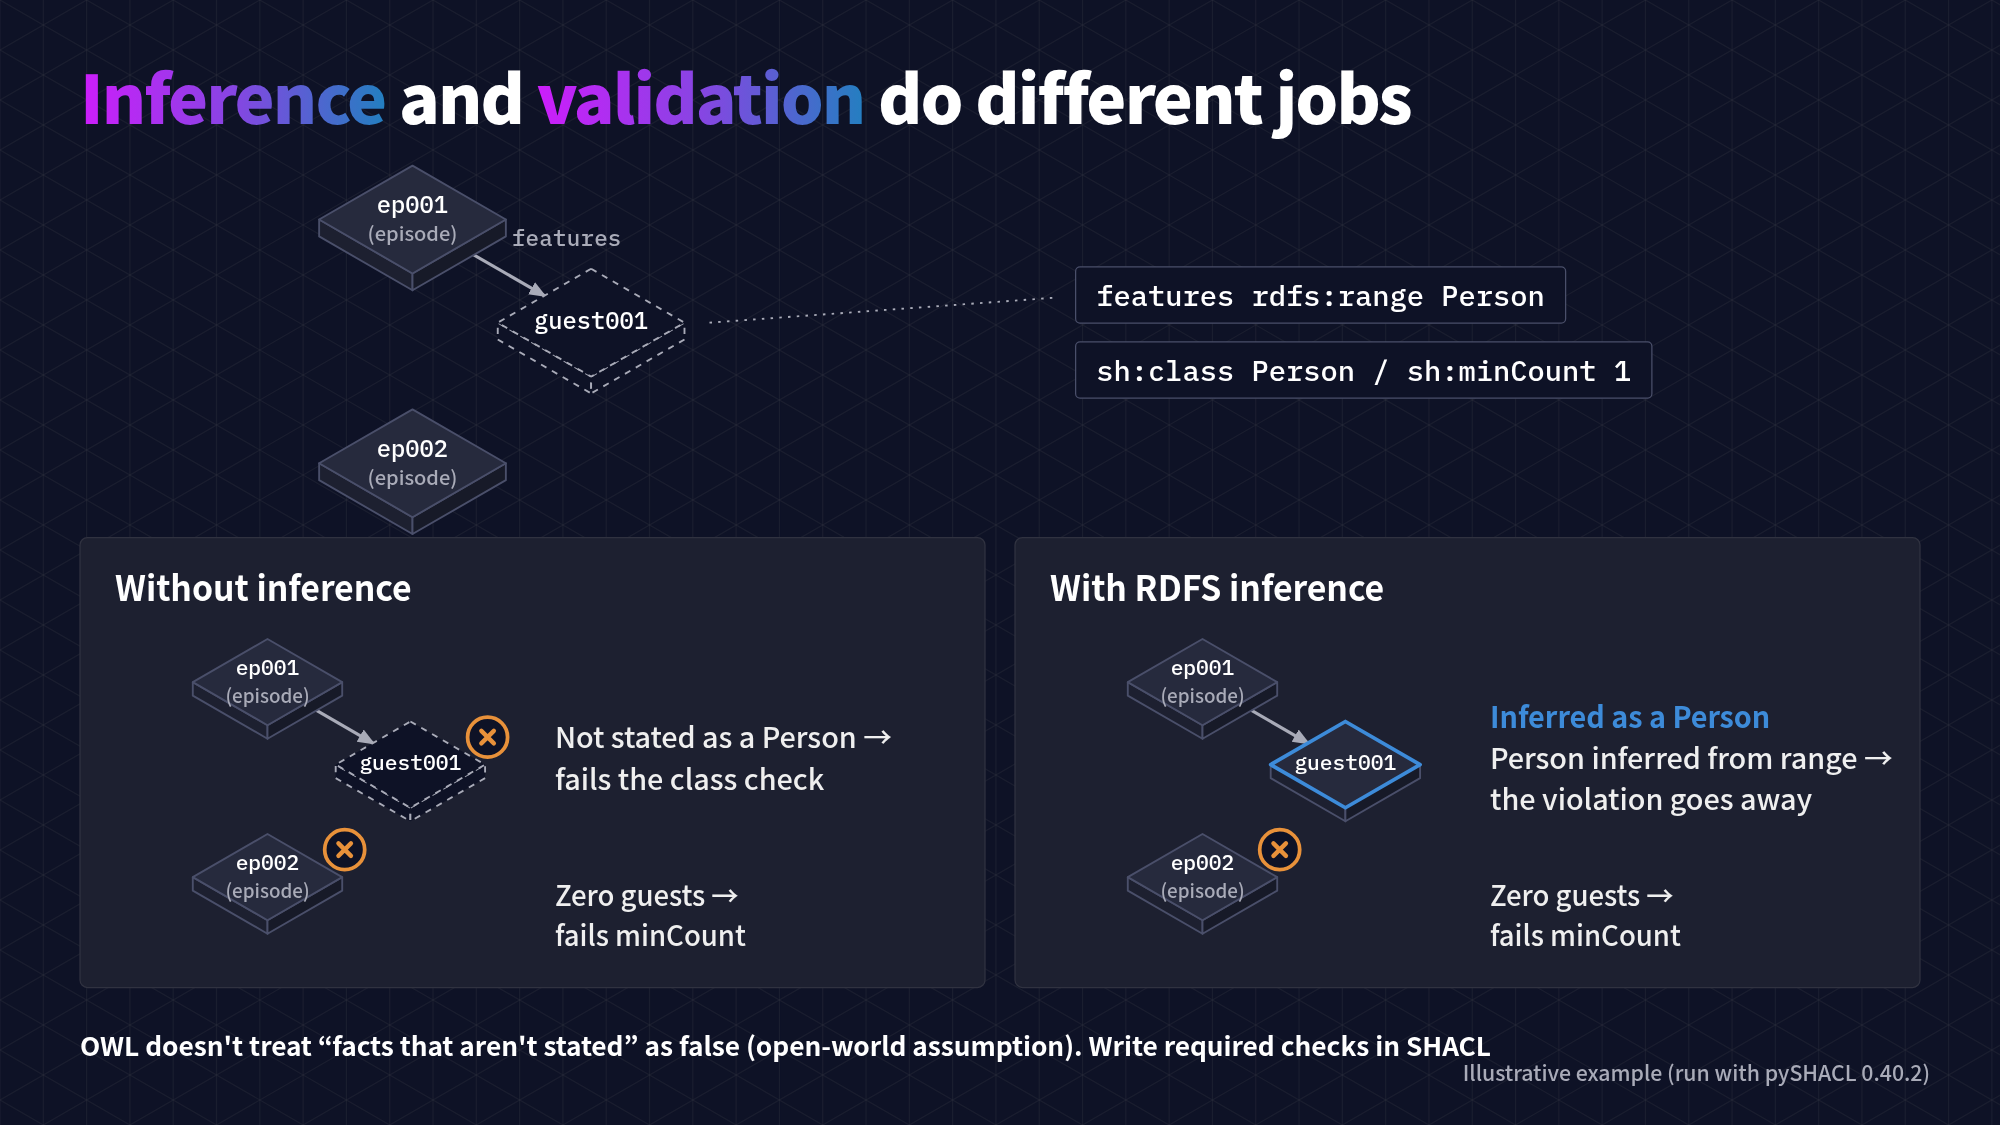 Inference and validation do different jobs
ep001
(episode)
features
guest001
features rdfs:range Person
sh:class Person / sh:minCount 1
ep002
(episode)
Without inference
ep001
(episode)
guest001
Not stated as a Person →
fails the class check
ep002
(episode)
Zero guests →
fails minCount
With RDFS inference
ep001
(episode)
guest001
Inferred as a Person
Person inferred from range →
the violation goes away
ep002
(episode)
Zero guests →
fails minCount
OWL doesn't treat “facts that aren't stated” as false (open-world assumption). Write required checks in SHACL
Illustrative example (run with pySHACL 0.40.2)